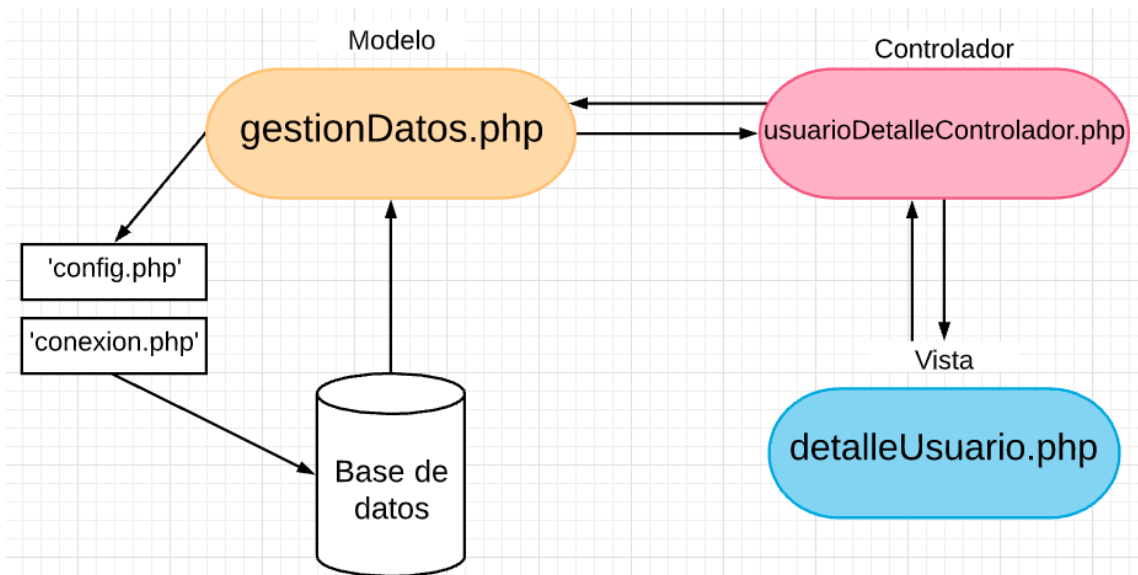 Modelo
Controlador
gestionDatos.php
usuarioDetalleControlador.php
'config.php'
'conexion.php'
Vista
Base de
datos
detalleUsuario.php